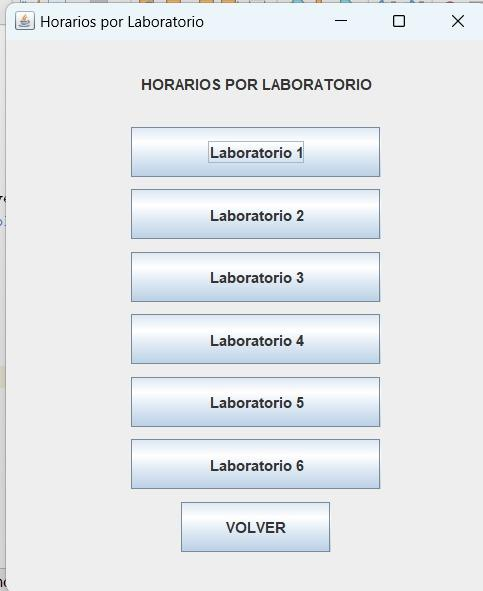 Horarios por Laboratorio
HORARIOS POR LABORATORIO
Laboratorio 1
Laboratorio 2
Laboratorio 3
Laboratorio 4
Laboratorio 5
Laboratorio 6
VOLVER